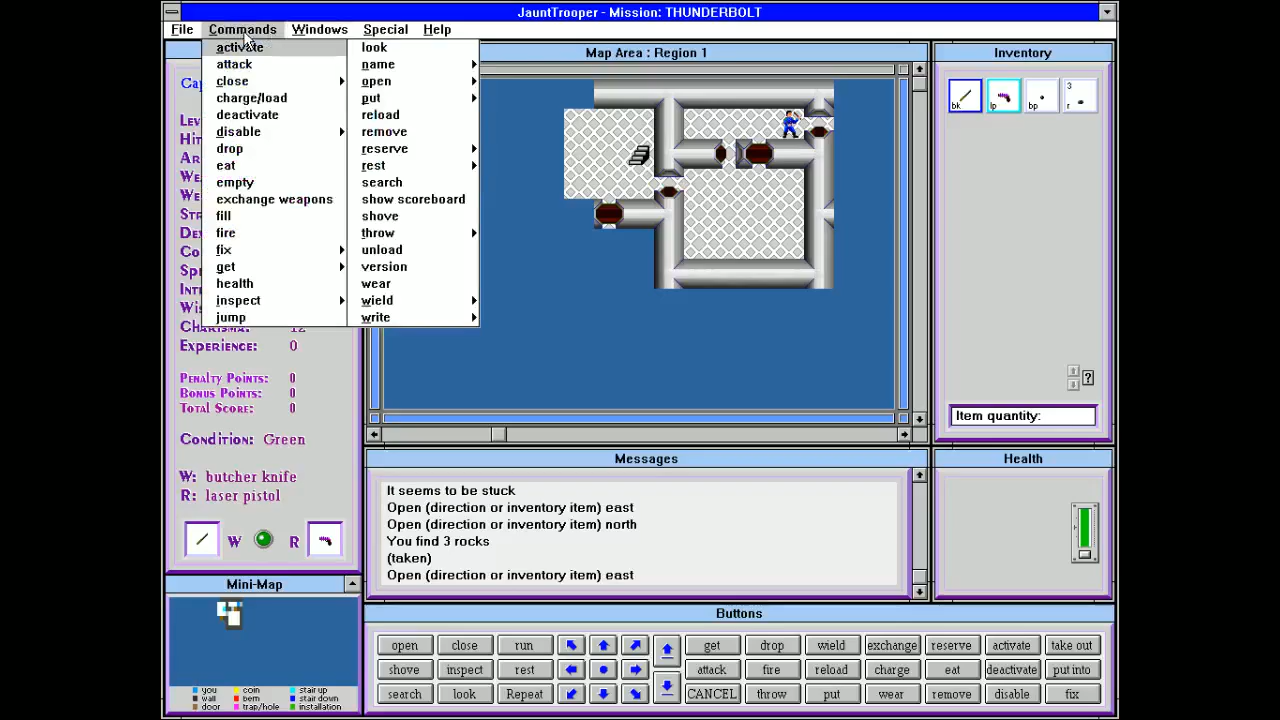 JauntTrooper - Mission: THUNDERBOLT
File Commands Windows Special Help
activate
attack
close
charge/load
deactivate
disable
drop
eat
empty
exchange weapons
fill
fire
fix
get
health
inspect
jump
look
name
open
put
reload
remove
reserve
rest
search
show scoreboard
shove
throw
unload
version
wear
wield
write
Experience: 0
Penalty Points: 0
Bonus Points: 0
Total Score: 0
Condition: Green
W: butcher knife
R: laser pistol
W R
Mini-Map
you coin stair up
wall bem stair down
door trap/hole installation
Map Area : Region 1
Messages
It seems to be stuck
Open (direction or inventory item) east
Open (direction or inventory item) north
You find 3 rocks
(taken)
Open (direction or inventory item) east
Inventory
bk lp bp 3 r
?
Item quantity:
Health
Buttons
open close run get drop wield exchange reserve activate take out
shove inspect rest attack fire reload charge eat deactivate put into
search look Repeat CANCEL throw put wear remove disable fix